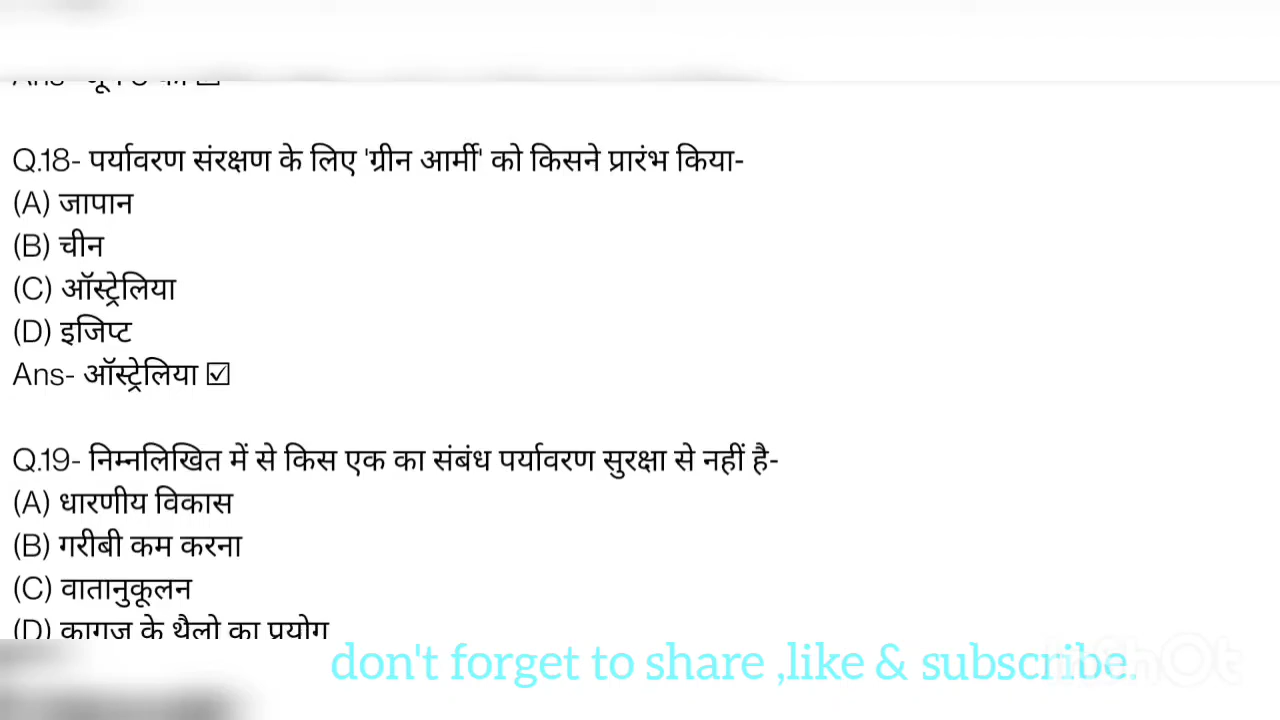 Q.18- पर्यावरण संरक्षण के लिए 'ग्रीन आर्मी' को किसने प्रारंभ किया-
(A) जापान
(B) चीन
(C) ऑस्ट्रेलिया
(D) इजिप्ट
Ans- ऑस्ट्रेलिया ☑
Q.19- निम्नलिखित में से किस एक का संबंध पर्यावरण सुरक्षा से नहीं है-
(A) धारणीय विकास
(B) गरीबी कम करना
(C) वातानुकूलन
(D) कागज के थैलो का प्रयोग
don't forget to share ,like & subscribe.